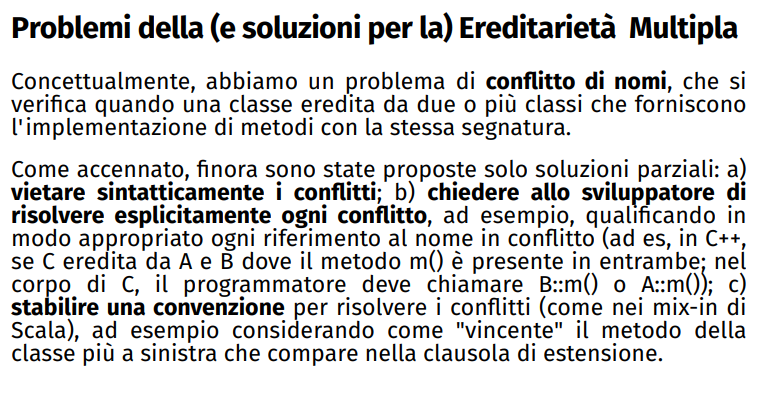 Problemi della (e soluzioni per la) Ereditarietà Multipla
Concettualmente, abbiamo un problema di conflitto di nomi, che si
verifica quando una classe eredita da due o più classi che forniscono
l'implementazione di metodi con la stessa segnatura.
Come accennato, finora sono state proposte solo soluzioni parziali: a)
vietare sintatticamente i conflitti; b) chiedere allo sviluppatore di
risolvere esplicitamente ogni conflitto, ad esempio, qualificando in
modo appropriato ogni riferimento al nome in conflitto (ad es, in C++,
se C eredita da A e B dove il metodo m() è presente in entrambe; nel
corpo di C, il programmatore deve chiamare B::m() o A::m()); c)
stabilire una convenzione per risolvere i conflitti (come nei mix-in di
Scala), ad esempio considerando come "vincente" il metodo della
classe più a sinistra che compare nella clausola di estensione.